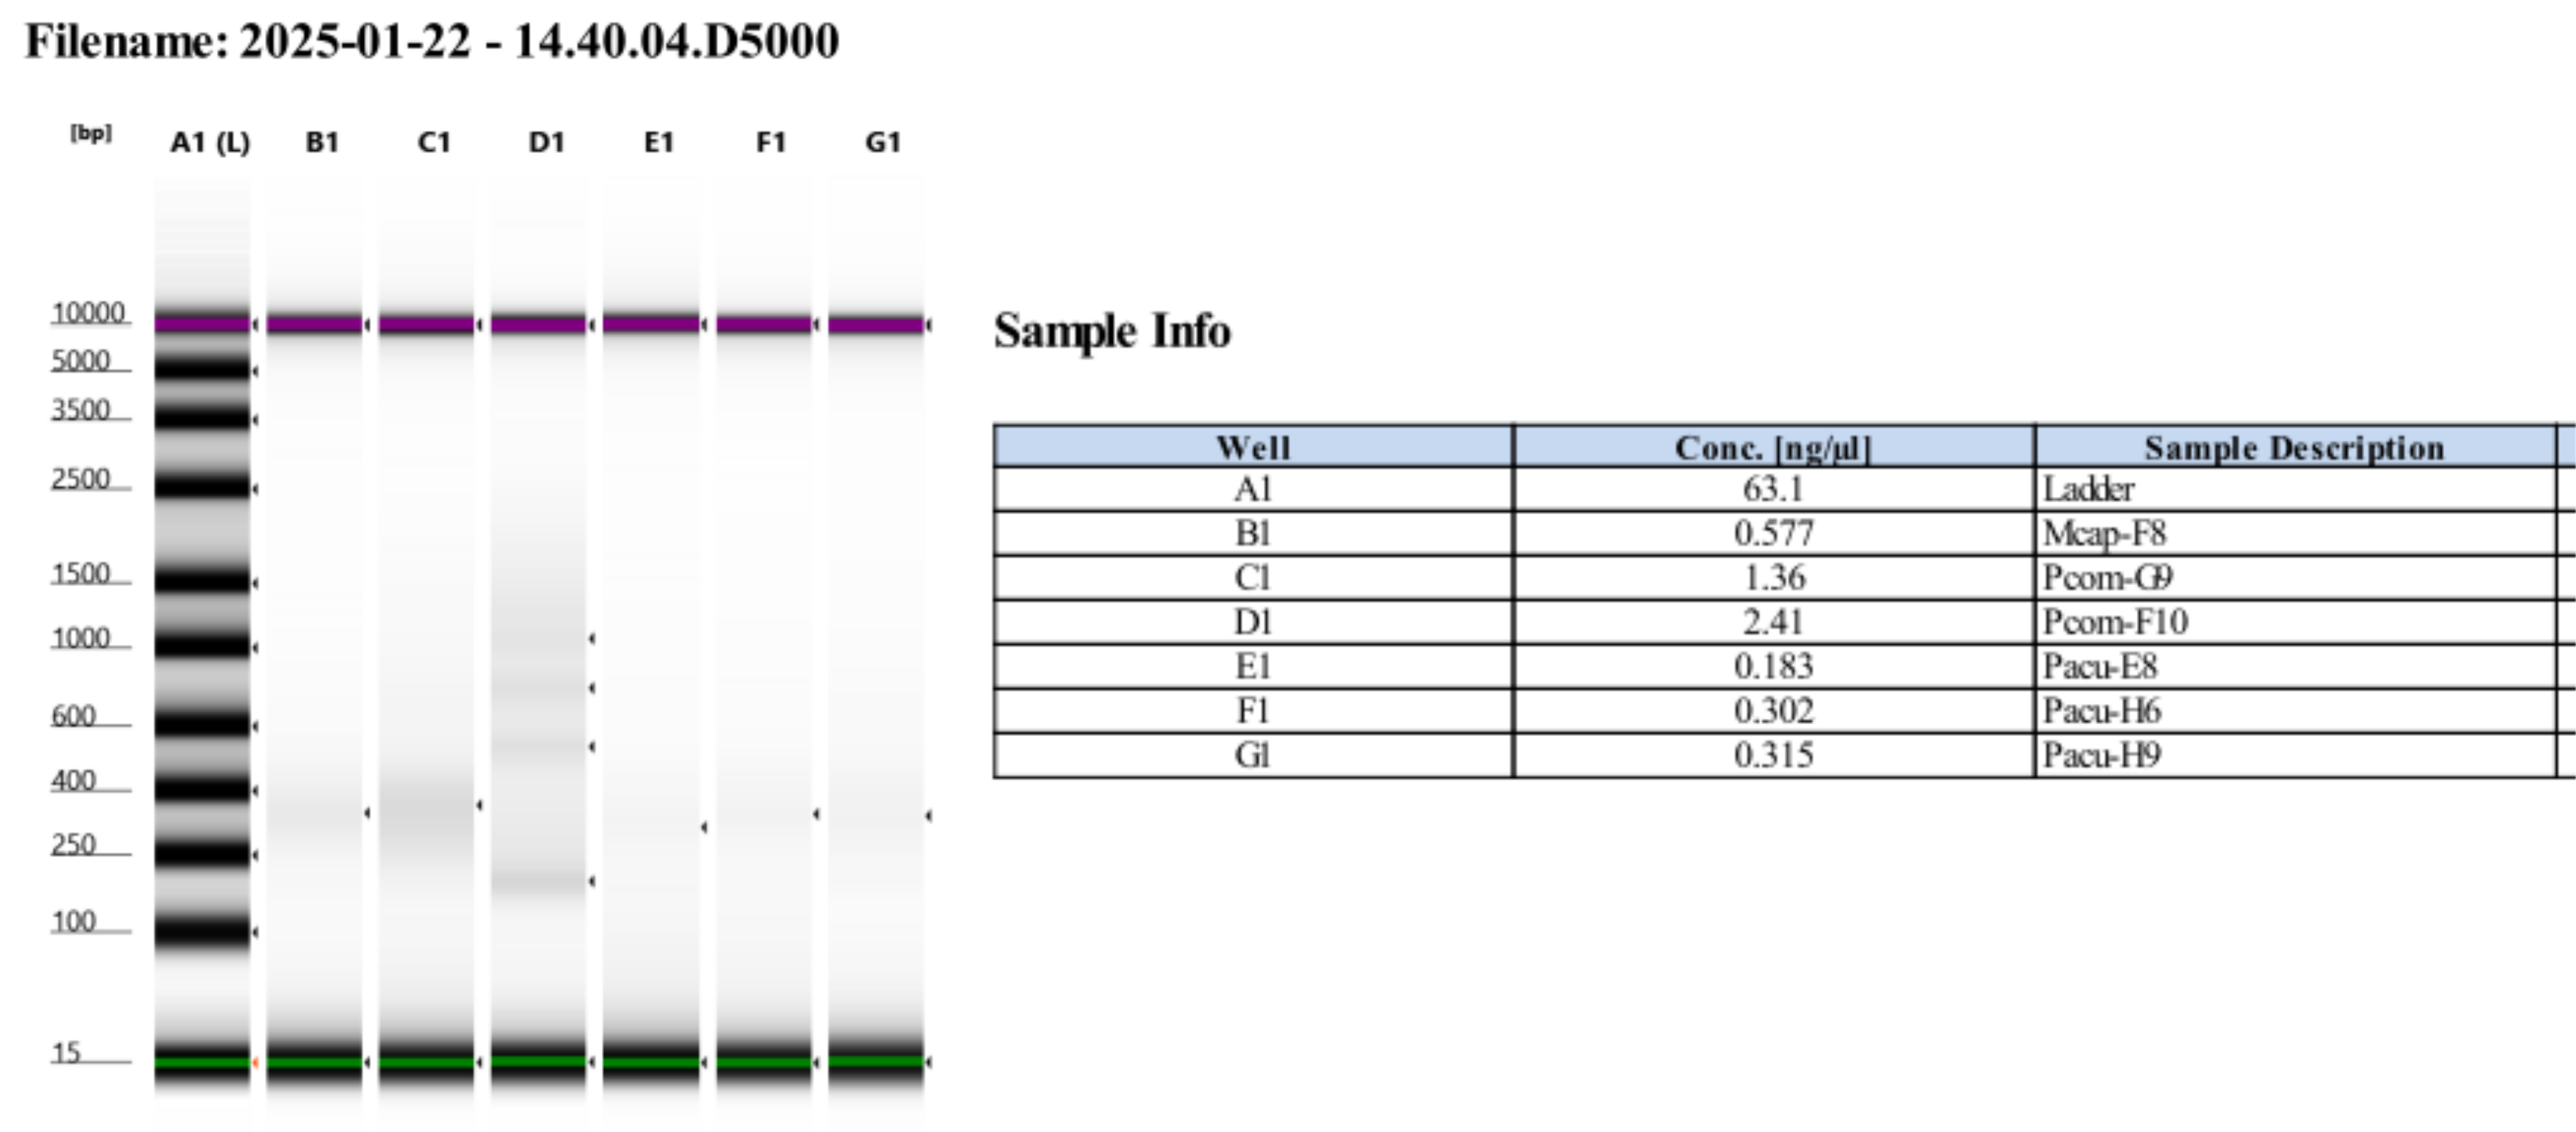 Filename: 2025-01-22 - 14.40.04.D5000
[bp] A1 (L) B1 C1 D1 E1 F1 G1
10000
5000
3500
2500
1500
1000
600
400
250
100
15
Sample Info
Well Conc. [ng/µl] Sample Description
A1 63.1 Ladder
B1 0.577 Mcap-F8
C1 1.36 Pcom-G9
D1 2.41 Pcom-F10
E1 0.183 Pacu-E8
F1 0.302 Pacu-H6
G1 0.315 Pacu-H9